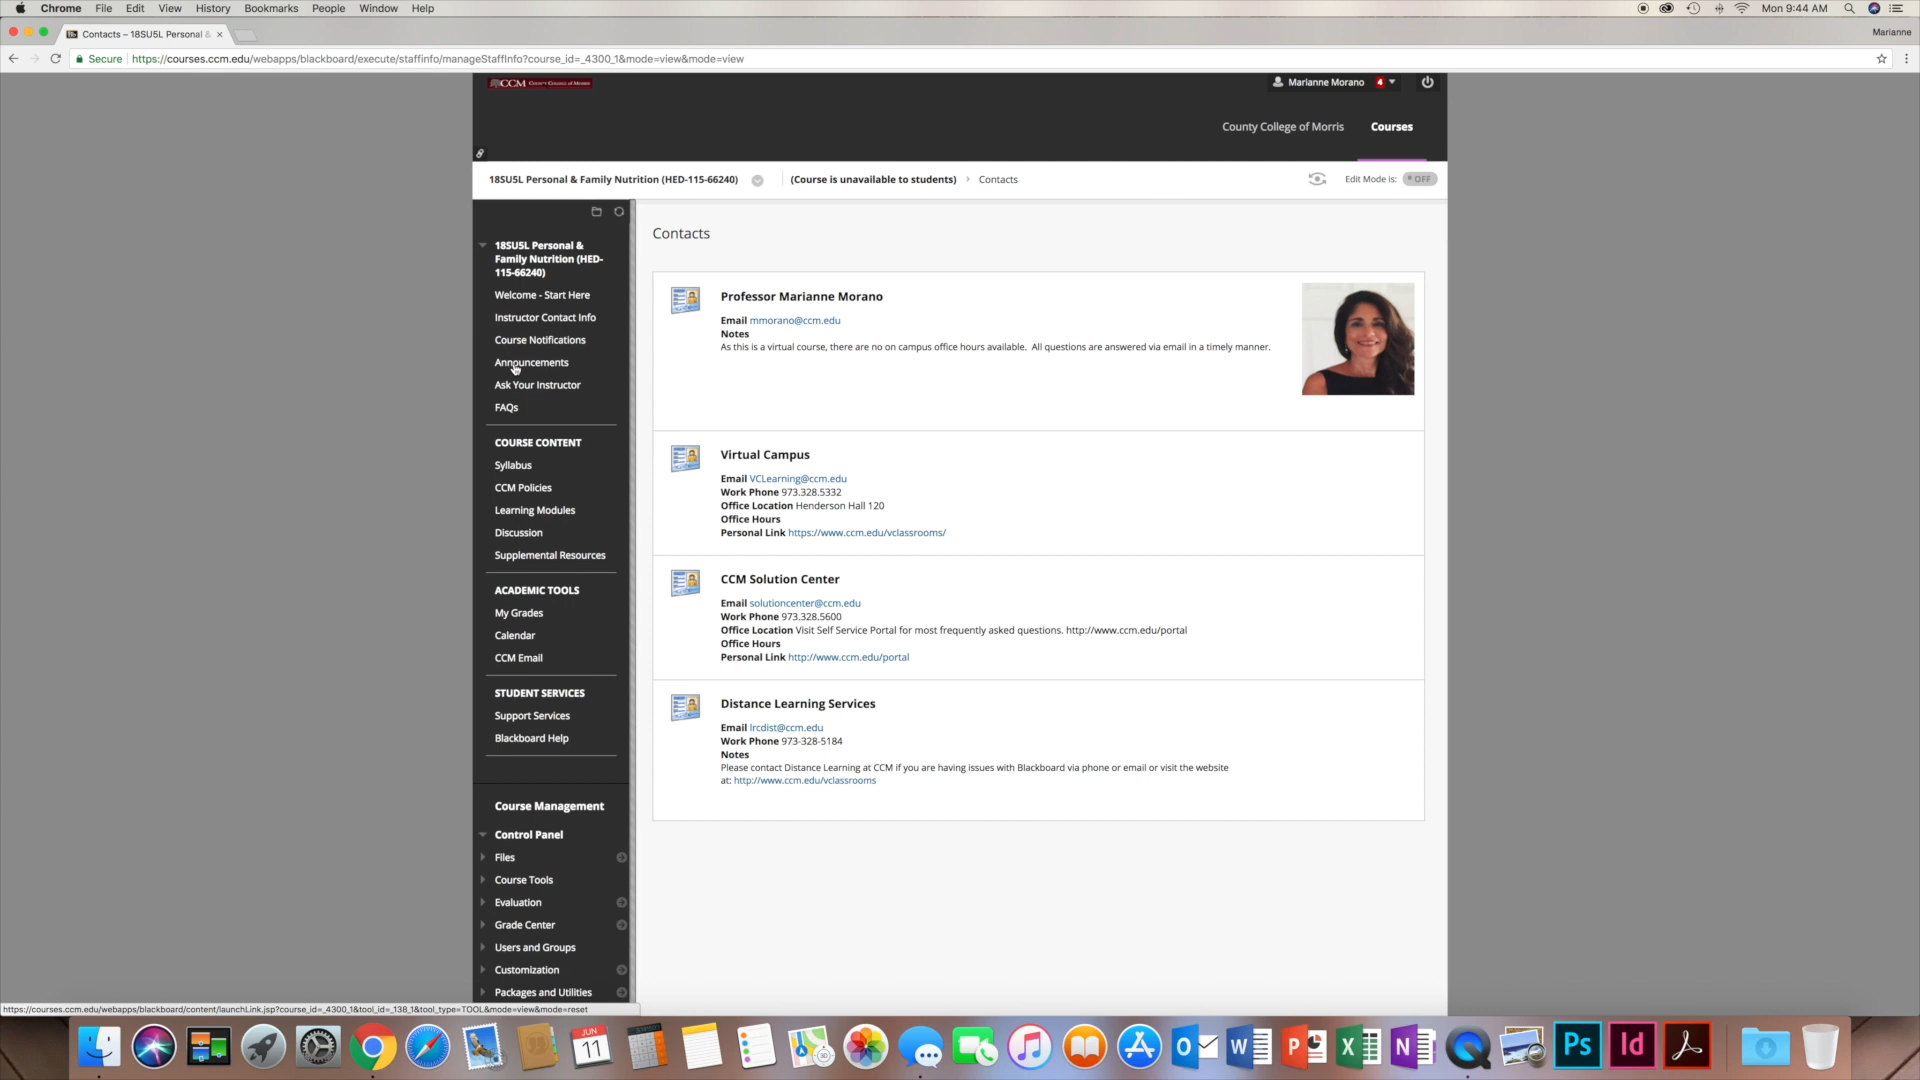 Chrome File Edit View History Bookmarks People Window Help
Mon 9:44 AM
Contacts – 18SU5L Personal &
Marianne
Secure https://courses.ccm.edu/webapps/blackboard/execute/staffinfo/manageStaffInfo?course_id=_4300_1&mode=view&mode=view
CCM County College of Morris
Marianne Morano 4
County College of Morris Courses
18SU5L Personal & Family Nutrition (HED-115-66240) (Course is unavailable to students) > Contacts
Edit Mode is: OFF
18SU5L Personal &
Family Nutrition (HED-
115-66240)
Welcome - Start Here
Instructor Contact Info
Course Notifications
Announcements
Ask Your Instructor
FAQs
COURSE CONTENT
Syllabus
CCM Policies
Learning Modules
Discussion
Supplemental Resources
ACADEMIC TOOLS
My Grades
Calendar
CCM Email
STUDENT SERVICES
Support Services
Blackboard Help
Course Management
Control Panel
Files
Course Tools
Evaluation
Grade Center
Users and Groups
Customization
Packages and Utilities
Contacts
Professor Marianne Morano
Email mmorano@ccm.edu
Notes
As this is a virtual course, there are no on campus office hours available. All questions are answered via email in a timely manner.
Virtual Campus
Email VCLearning@ccm.edu
Work Phone 973.328.5332
Office Location Henderson Hall 120
Office Hours
Personal Link https://www.ccm.edu/vclassrooms/
CCM Solution Center
Email solutioncenter@ccm.edu
Work Phone 973.328.5600
Office Location Visit Self Service Portal for most frequently asked questions. http://www.ccm.edu/portal
Office Hours
Personal Link http://www.ccm.edu/portal
Distance Learning Services
Email lrcdist@ccm.edu
Work Phone 973-328-5184
Notes
Please contact Distance Learning at CCM if you are having issues with Blackboard via phone or email or visit the website
at: http://www.ccm.edu/vclassrooms
https://courses.ccm.edu/webapps/blackboard/content/launchLink.jsp?course_id=_4300_1&tool_id=_138_1&tool_type=TOOL&mode=view&mode=reset
JUN
11
O W P X N Ps Id